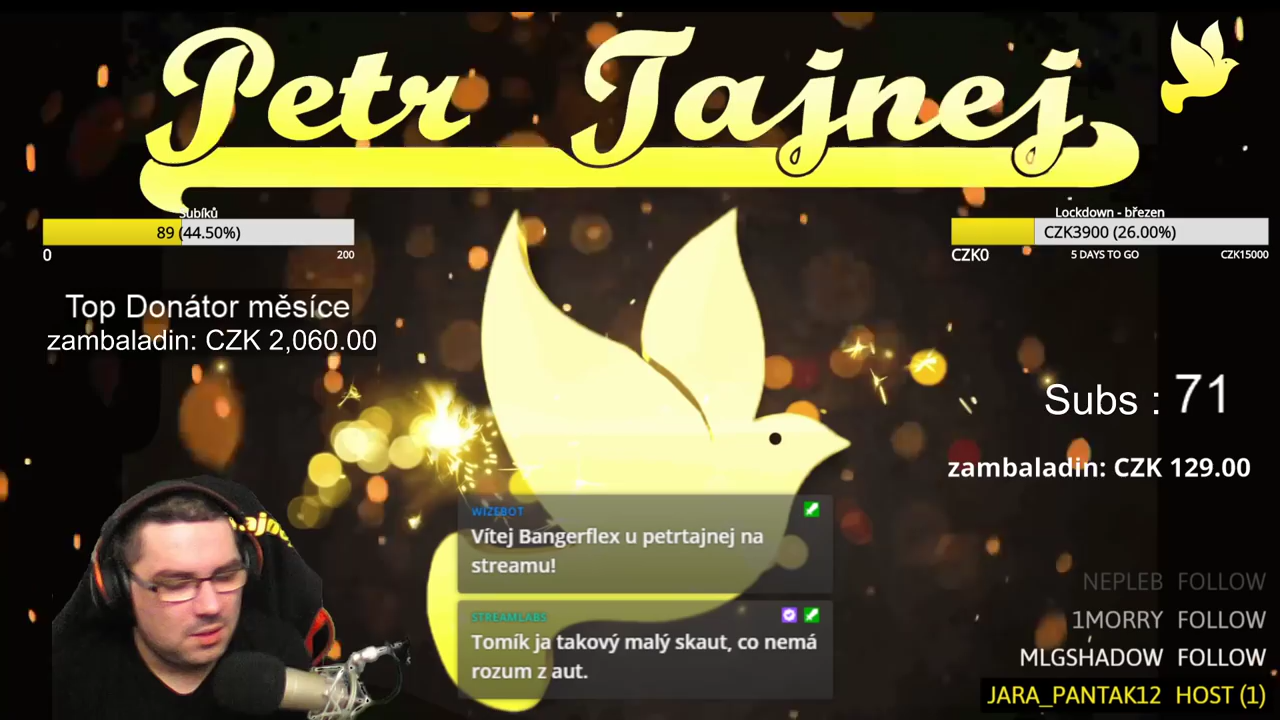 Petr Tajnej
Subíků
89 (44.50%)
0
200
Lockdown - březen
CZK3900 (26.00%)
CZK0
5 DAYS TO GO
CZK15000
Top Donátor měsíce
zambaladin: CZK 2,060.00
Subs : 71
zambaladin: CZK 129.00
WIZEBOT
Vítej Bangerflex u petrtajnej na
streamu!
STREAMLABS
Tomík ja takový malý skaut, co nemá
rozum z aut.
NEPLEB FOLLOW
1MORRY FOLLOW
MLGSHADOW FOLLOW
JARA_PANTAK12 HOST (1)